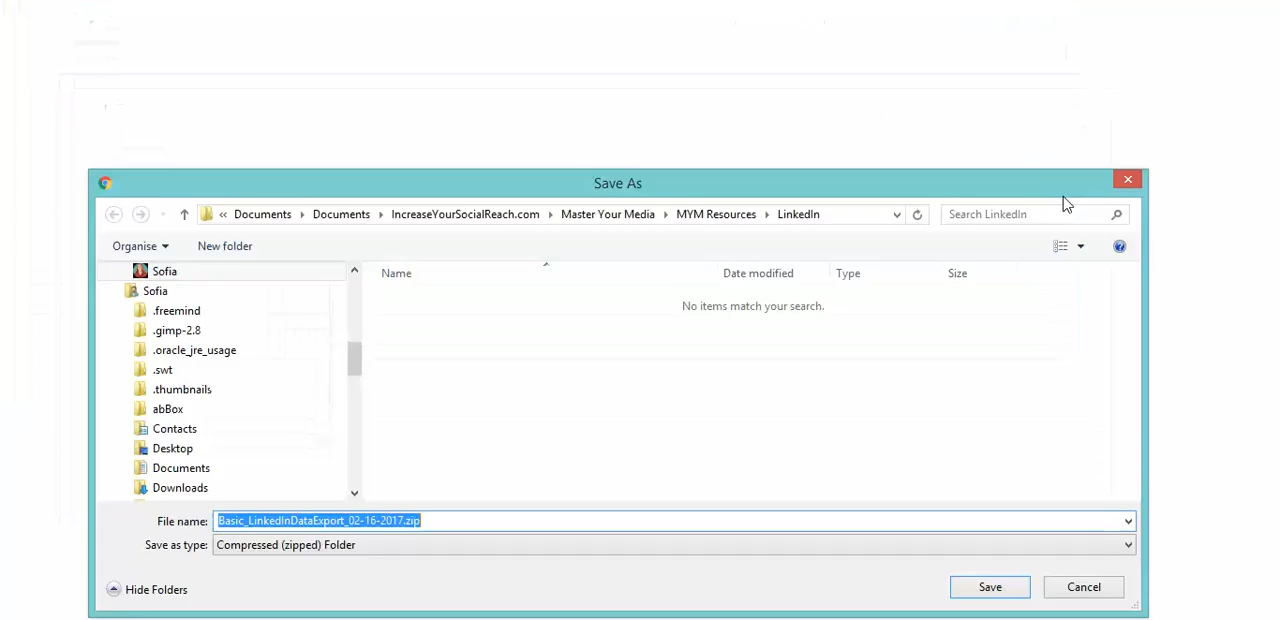 Save As
« Documents Documents IncreaseYourSocialReach.com Master Your Media MYM Resources LinkedIn Search LinkedIn
Organise New folder
Sofia
Name Date modified Type Size
Sofia
No items match your search.
.freemind
.gimp-2.8
.oracle_jre_usage
.swt
.thumbnails
abBox
Contacts
Desktop
Documents
Downloads
File name: Basic_LinkedInDataExport_02-16-2017.zip
Save as type: Compressed (zipped) Folder
Hide Folders Save Cancel